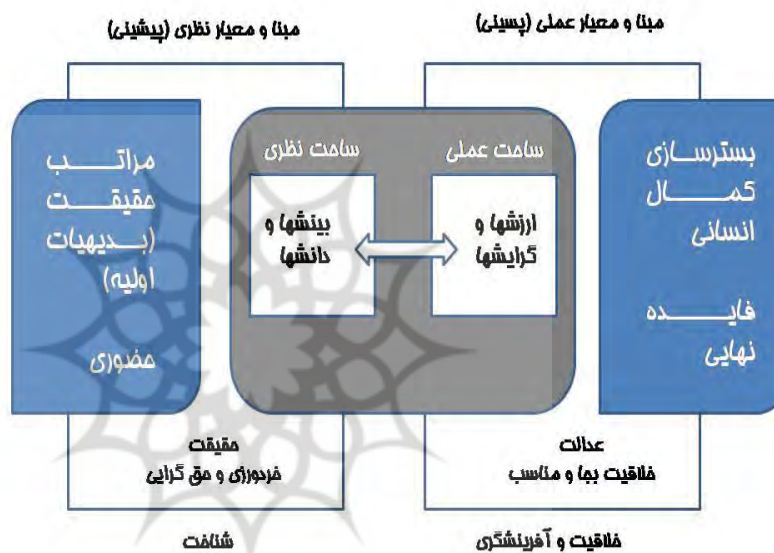 مبنا و معیار عملی (پسینی)
مبنا و معیار نظری (پیشینی)
بسترسازی
کمال
انسانی
فایده
نهایی
ساحت عملی
ارزشها و
گرایشها
ساحت نظری
بینشها و
دانشها
مراتب
حقیقت
(بدیهیات
اولیه)
حضوری
عدالت
خلاقیت بجا و مناسب
حقیقت
خردورزی و حق گرایی
خلاقیت و آفرینشگری
شناخت